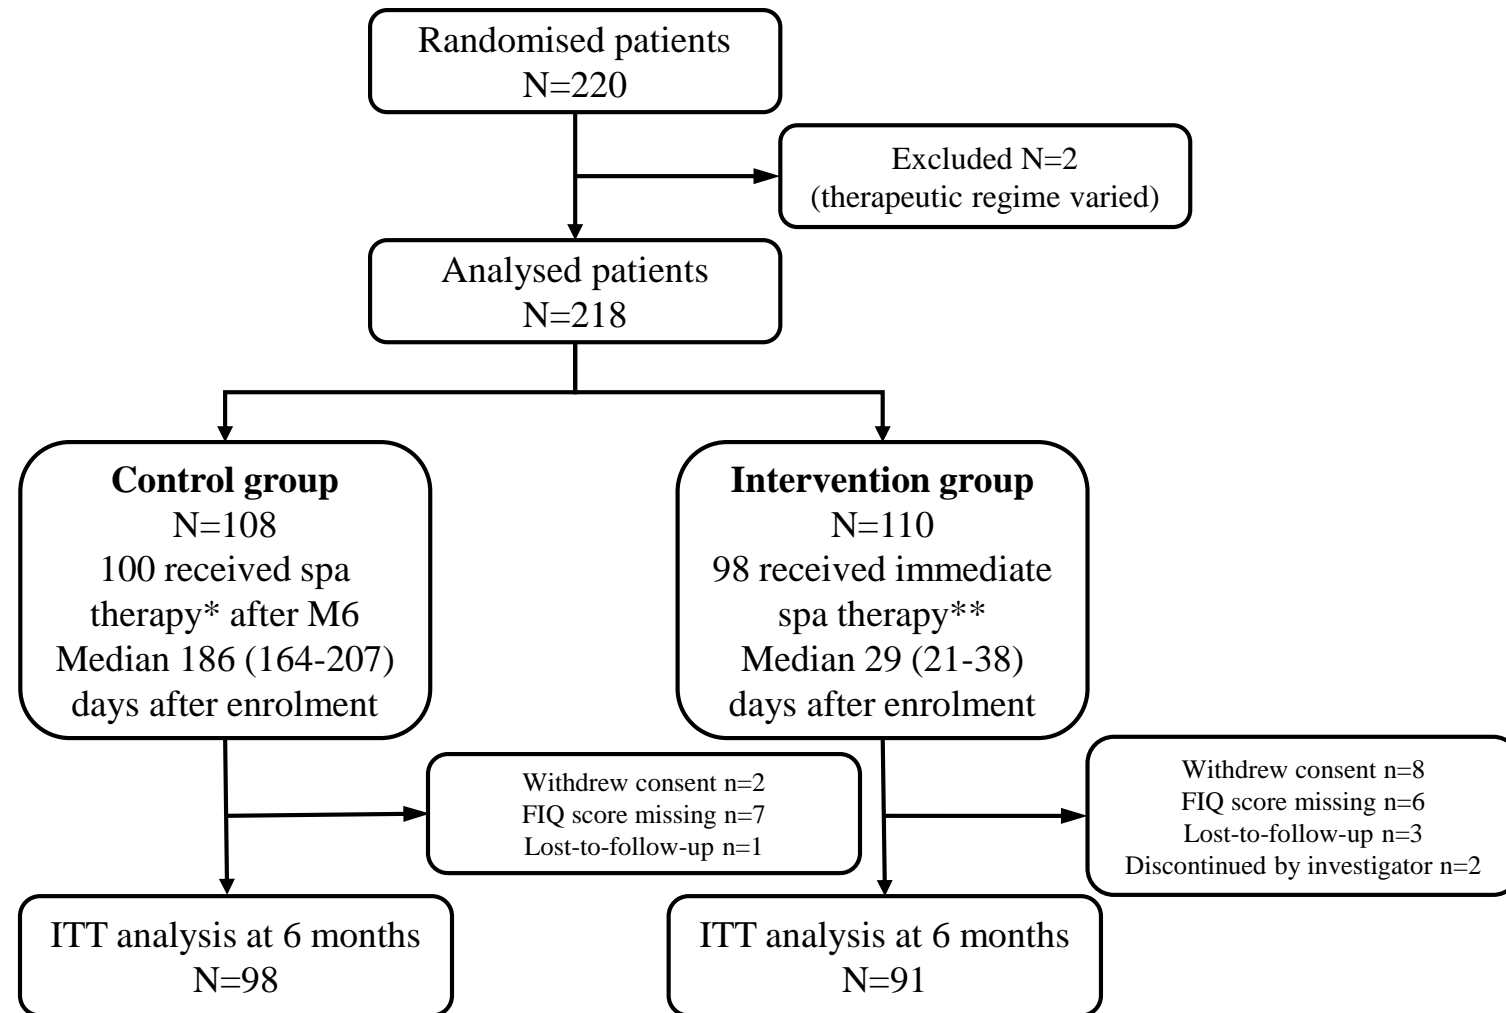 Randomised patients
N=220
Excluded N=2
(therapeutic regime varied)
Analysed patients
N=218
Control group
N=108
100 received spa
therapy* after M6
Median 186 (164-207)
days after enrolment
Intervention group
N=110
98 received immediate
spa therapy**
Median 29 (21-38)
days after enrolment
Withdrew consent n=2
FIQ score missing n=7
Lost-to-follow-up n=1
Withdrew consent n=8
FIQ score missing n=6
Lost-to-follow-up n=3
Discontinued by investigator n=2
ITT analysis at 6 months
N=98
ITT analysis at 6 months
N=91